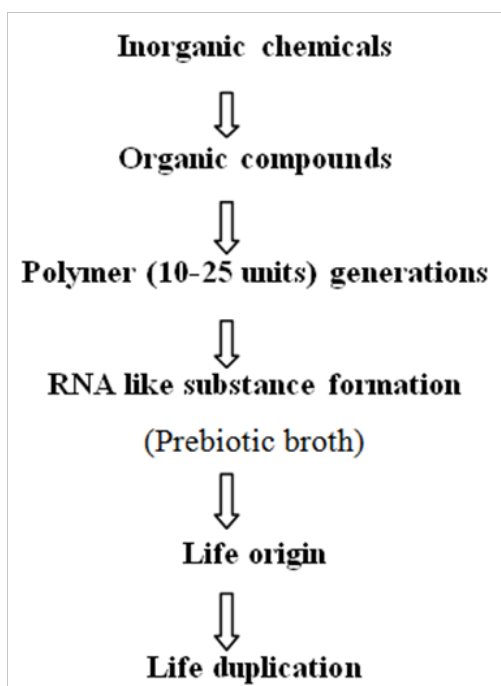 Inorganic chemicals
Organic compounds
Polymer (10-25 units) generations
RNA like substance formation
(Prebiotic broth)
Life origin
Life duplication